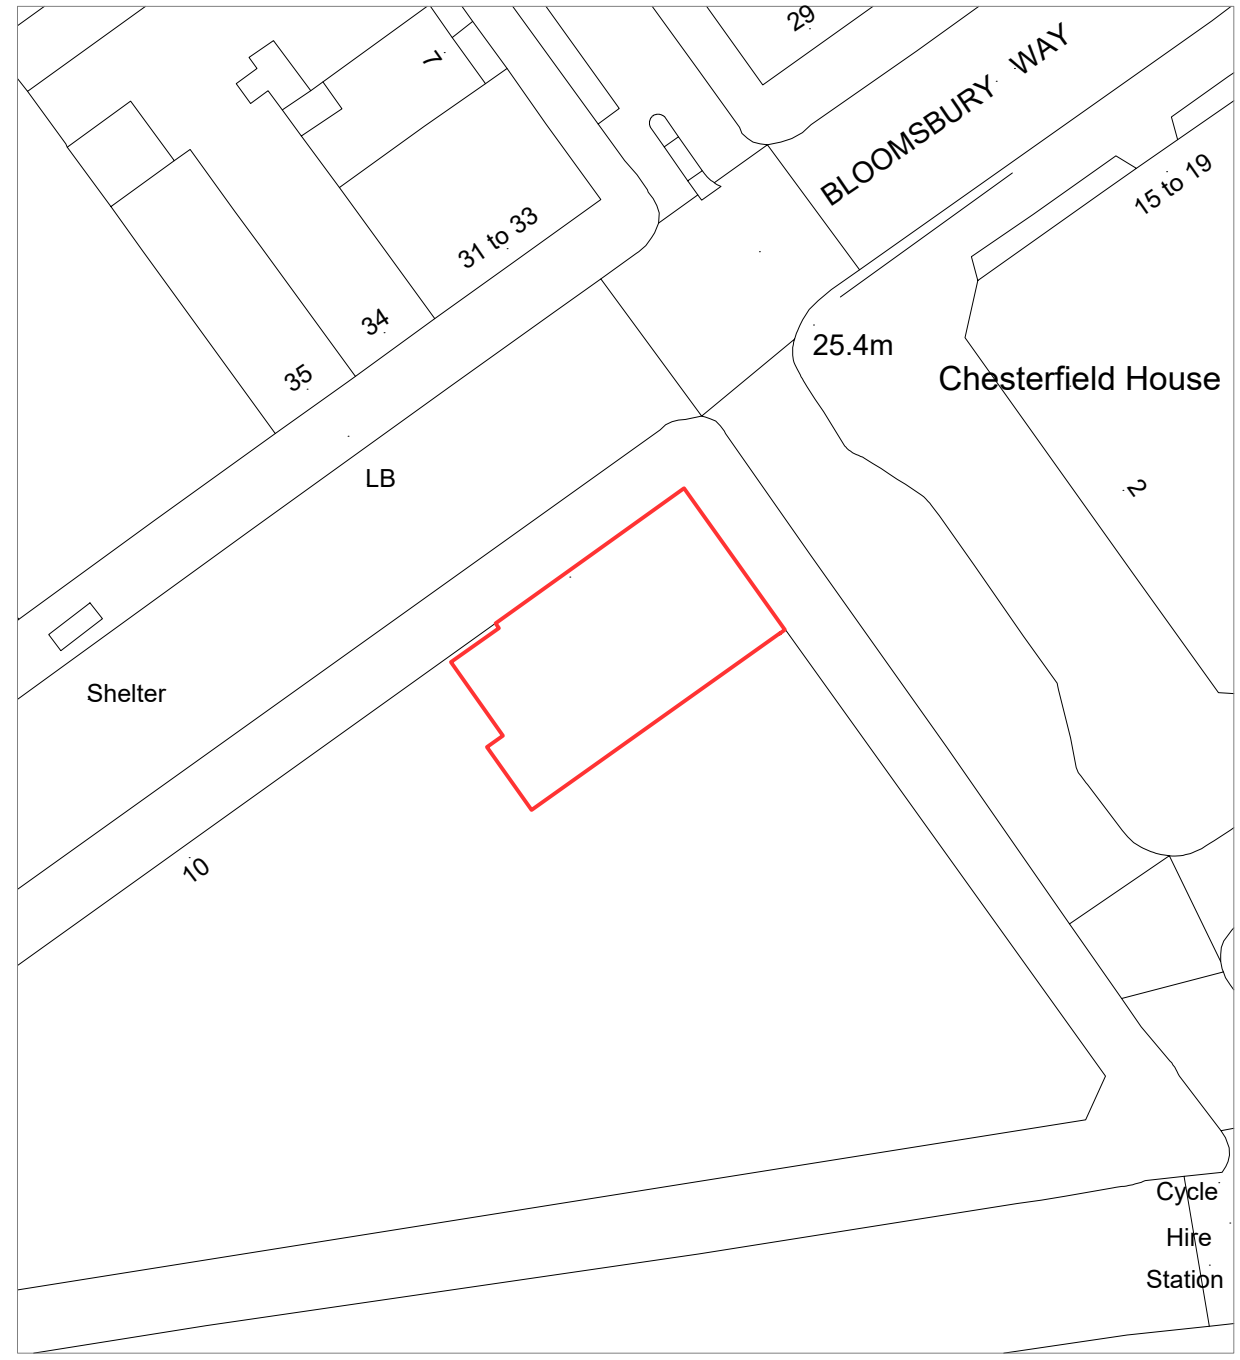 29
7
BLOOMSBURY WAY
15 to 19
31 to 33
34
25.4m
35
Chesterfield House
LB
2
Shelter
10
Cycle
Hire
Station